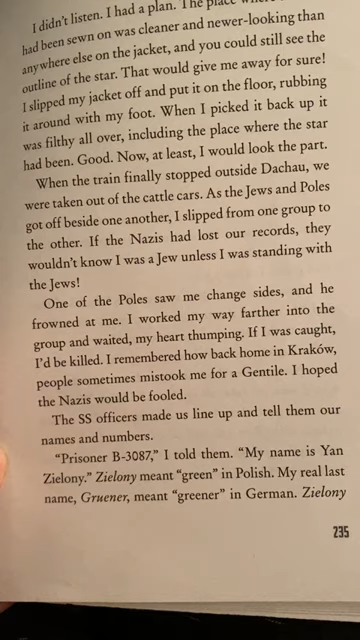 I didn't listen. I had a plan. The place
had been sewn on was cleaner and newer-looking than
anywhere else on the jacket, and you could still see the
outline of the star. That would give me away for sure!
I slipped my jacket off and put it on the floor, rubbing
it around with my foot. When I picked it back up it
was filthy all over, including the place where the star
had been. Good. Now, at least, I would look the part.
When the train finally stopped outside Dachau, we
were taken out of the cattle cars. As the Jews and Poles
got off beside one another, I slipped from one group to
the other. If the Nazis had lost our records, they
wouldn't know I was a Jew unless I was standing with
the Jews!
One of the Poles saw me change sides, and he
frowned at me. I worked my way farther into the
group and waited, my heart thumping. If I was caught,
I'd be killed. I remembered how back home in Kraków,
people sometimes mistook me for a Gentile. I hoped
the Nazis would be fooled.
The SS officers made us line up and tell them our
names and numbers.
"Prisoner B-3087," I told them. "My name is Yan
Zielony." Zielony meant "green" in Polish. My real last
name, Gruener, meant "greener" in German. Zielony
235